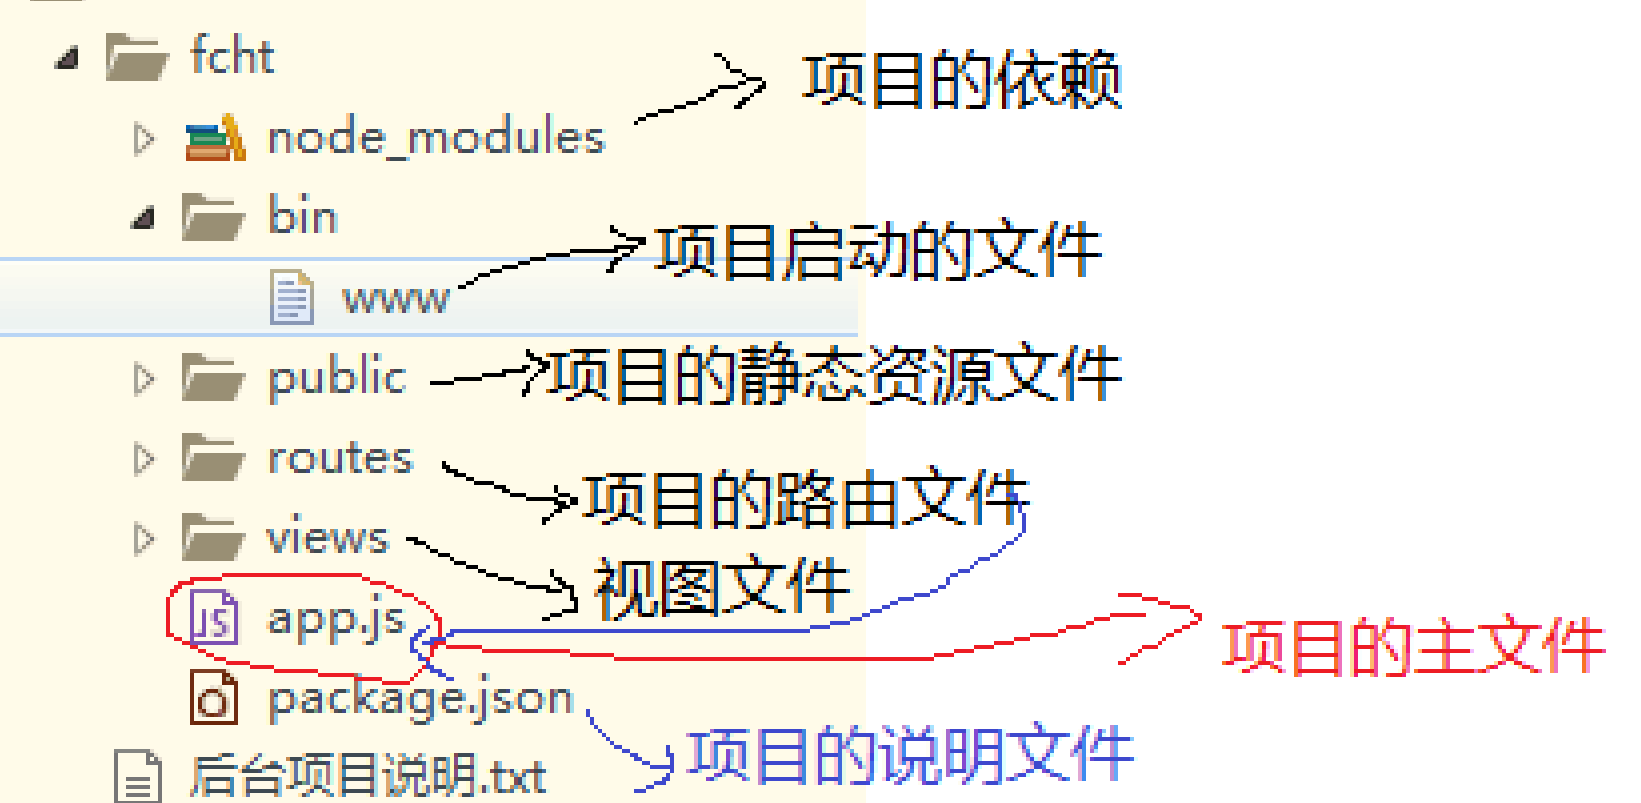 fcht
项目的依赖
node_modules
bin
项目启动的文件
www
项目的静态资源文件
public
routes
项目的路由文件
views
视图文件
app.js
项目的主文件
package.json
项目的说明文件
后台项目说明.txt